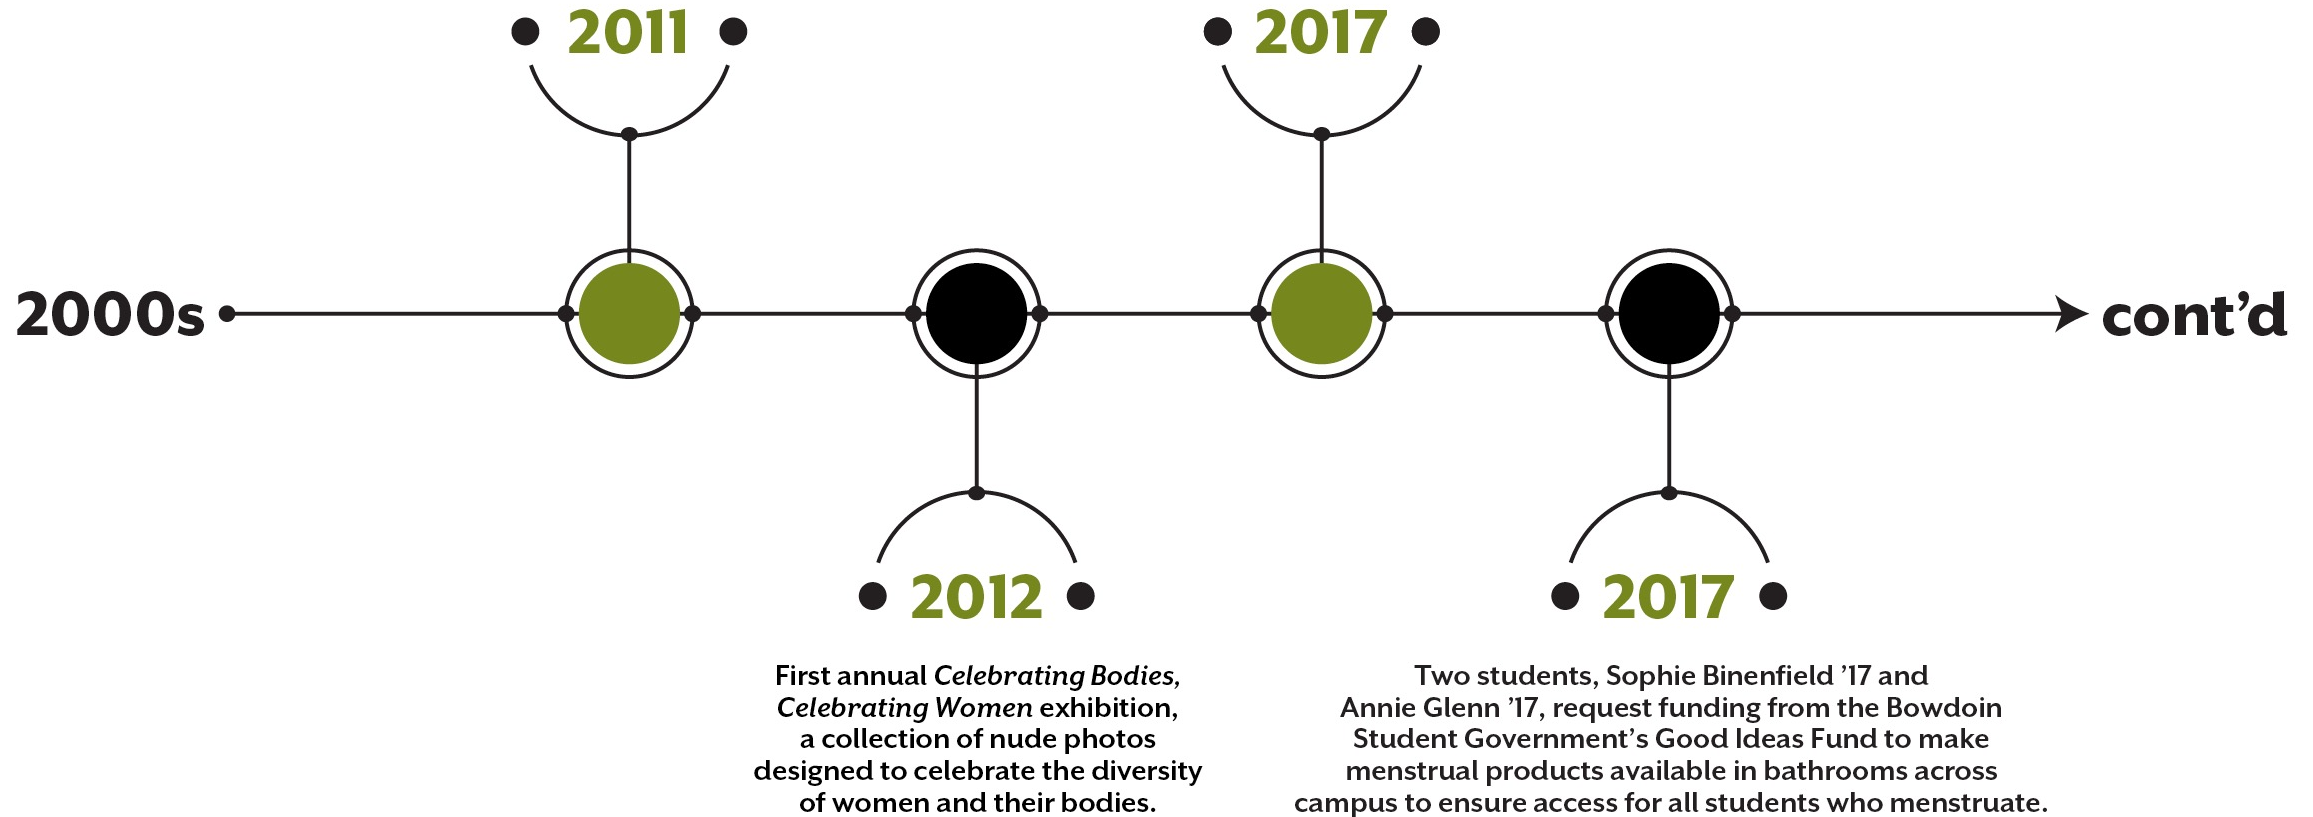 2011
2017
2000s
cont’d
2012
First annual Celebrating Bodies,
Celebrating Women exhibition,
a collection of nude photos
designed to celebrate the diversity
of women and their bodies.
2017
Two students, Sophie Binenfield ’17 and
Annie Glenn ’17, request funding from the Bowdoin
Student Government’s Good Ideas Fund to make
menstrual products available in bathrooms across
campus to ensure access for all students who menstruate.